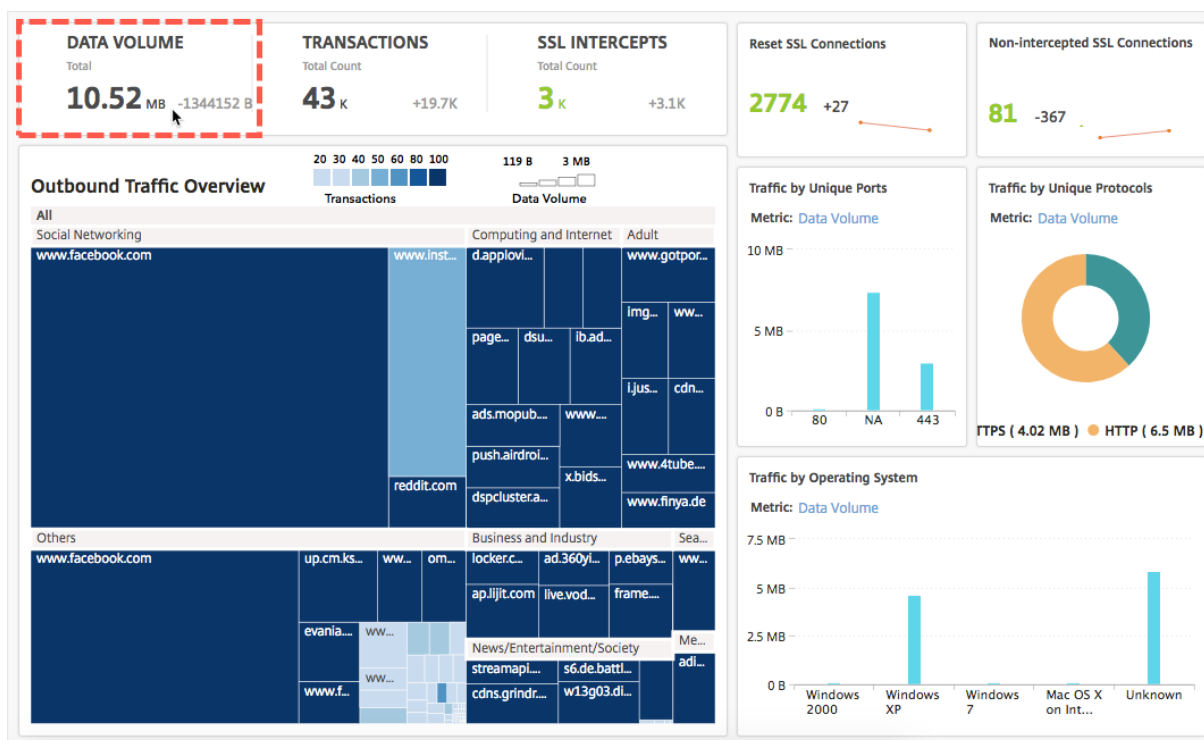 DATA VOLUME
Total
10.52 MB -1344152 B
TRANSACTIONS
Total Count
43 K +19.7K
SSL INTERCEPTS
Total Count
3 K +3.1K
Reset SSL Connections
2774 +27
Non-intercepted SSL Connections
81 -367
Outbound Traffic Overview
20 30 40 50 60 80 100
Transactions
119 B 3 MB
Data Volume
All
Social Networking
www.facebook.com
www.inst...
reddit.com
Computing and Internet
d.applovi...
page... dsu... ib.ad...
ads.mopub.... www....
push.airdroi...
x.bids...
dspcluster.a...
Adult
www.gotpor...
img... ww...
i.jus... cdn...
www.4tube....
www.finya.de
Others
www.facebook.com
up.cm.ks... ww... om...
evania.... ww...
ww...
www.f...
Business and Industry
locker.c... ad.360yi... p.ebays...
ap.lijit.com live.vod... frame....
Sea...
ww...
News/Entertainment/Society
streamapi.... s6.de.battl...
cdns.grindr.... w13g03.di...
Me...
adi...
Traffic by Unique Ports
Metric: Data Volume
10 MB
5 MB
0 B
80 NA 443
Traffic by Unique Protocols
Metric: Data Volume
TTPS ( 4.02 MB ) HTTP ( 6.5 MB )
Traffic by Operating System
Metric: Data Volume
7.5 MB
5 MB
2.5 MB
0 B
Windows 2000
Windows XP
Windows 7
Mac OS X on Int...
Unknown